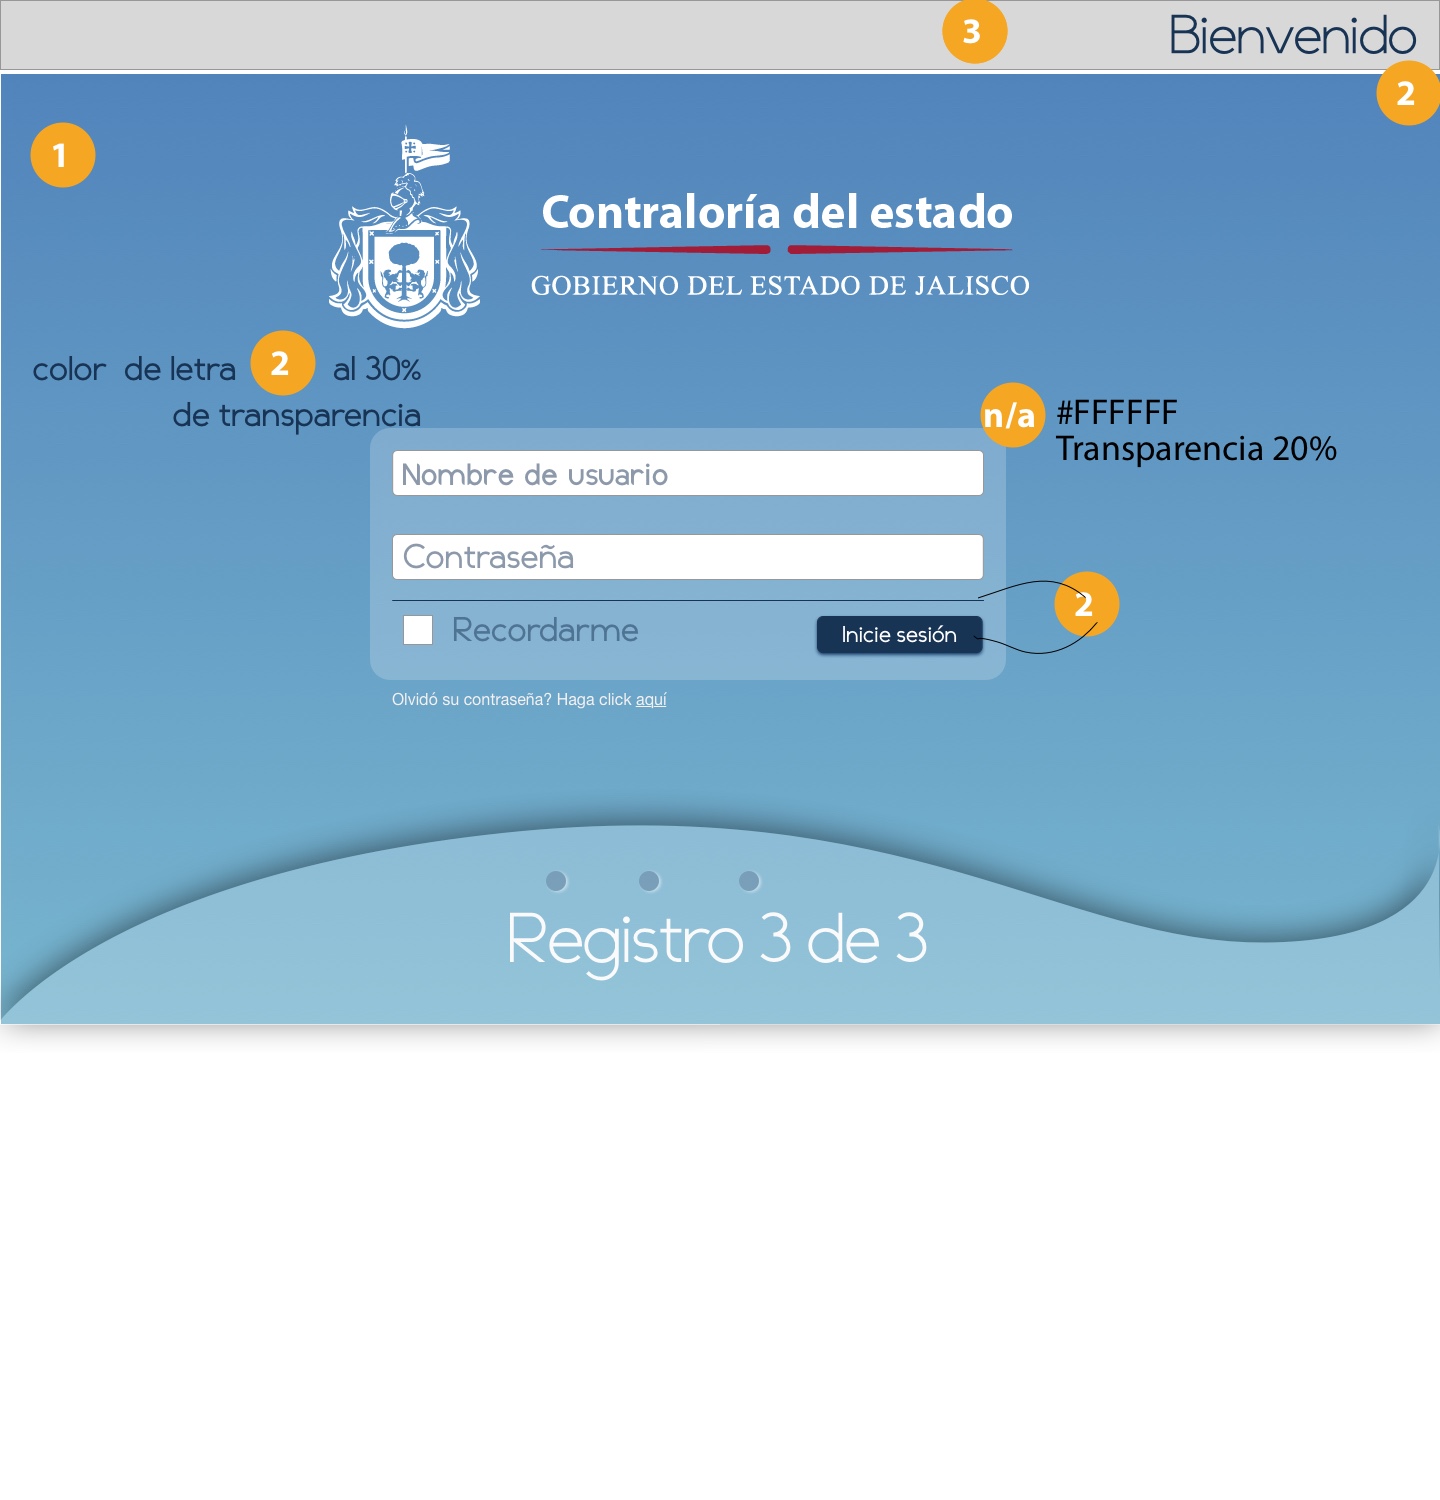 3
Bienvenido
2
1
Contraloría del estado
GOBIERNO DEL ESTADO DE JALISCO
color de letra 2 al 30%
de transparencia
n/a #FFFFFF
Transparencia 20%
Nombre de usuario
Contraseña
2
Recordarme
Inicie sesión
Olvidó su contraseña? Haga click aquí
Registro 3 de 3